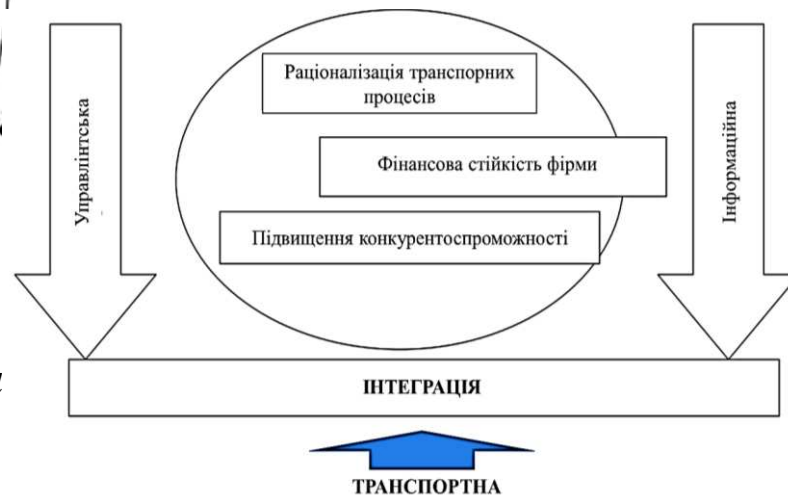 Раціоналізація транспорних
процесів
Управлінтська
Фінансова стійкість фірми
Інформаційна
Підвищення конкурентоспроможності
ІНТЕГРАЦІЯ
ТРАНСПОРТНА